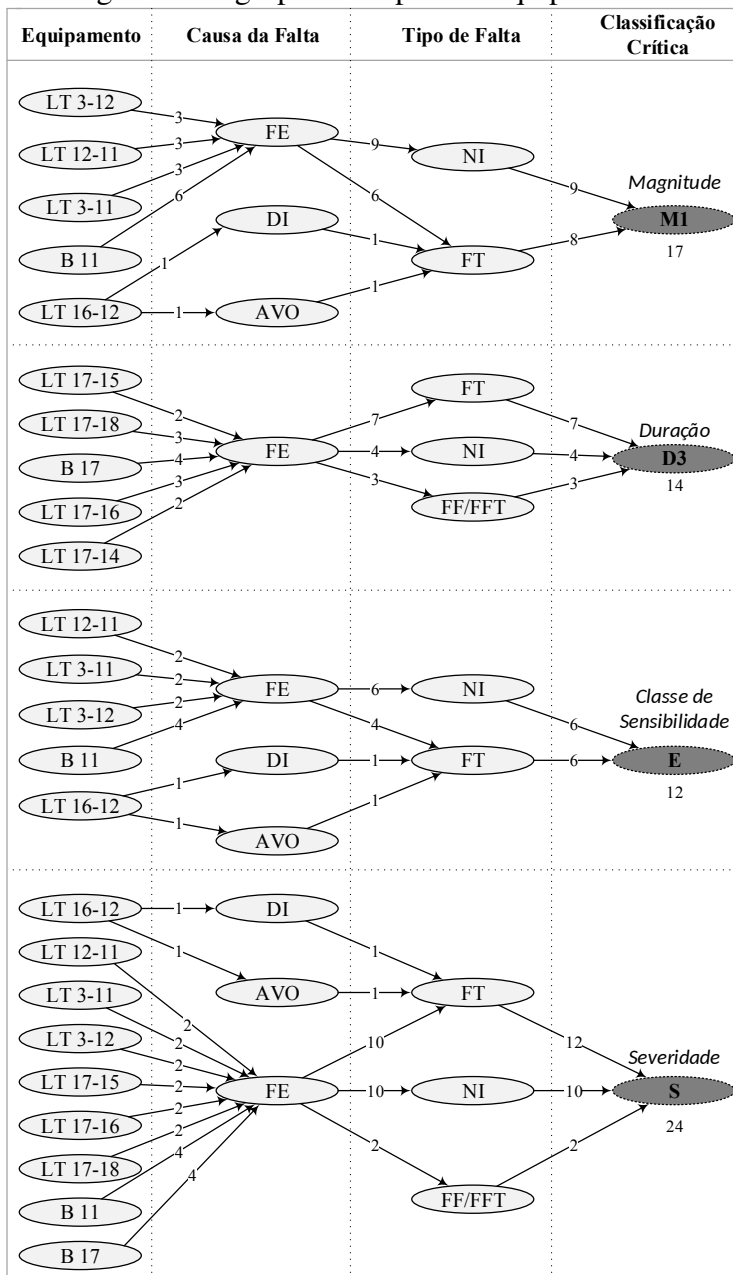 Equipamento Causa da Falta Tipo de Falta Classificação
Crítica
LT 3-12
3
FE
LT 12-11
3
9
NI
LT 3-11
3
6
6
9
Magnitude
DI
1
M1
B 11
1
FT
8
17
LT 16-12
1
AVO
1
LT 17-15
FT
2
7
7
LT 17-18
3
Duração
B 17
4
FE
4
NI
4
D3
LT 17-16
3
3
3
14
2
FF/FFT
LT 17-14
LT 12-11
2
LT 3-11
2
FE
6
NI
LT 3-12
2
Classe de
4
4
6
Sensibilidade
B 11
DI
1
FT
6
E
LT 16-12
1
1
12
1
AVO
LT 16-12
1
DI
LT 12-11
1
1
LT 3-11
AVO
1
FT
2
LT 3-12
2
10
12
2
Severidade
LT 17-15
2
FE
10
NI
10
S
LT 17-16
2
24
2
LT 17-18
4
2
2
4
B 11
FF/FFT
B 17